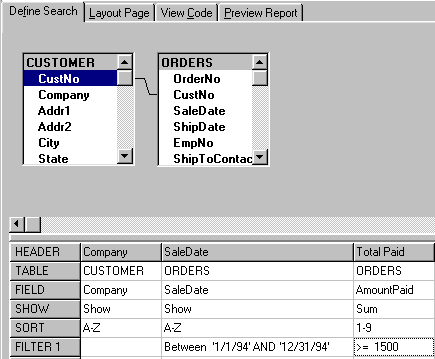 Define Search Layout Page View Code Preview Report
CUSTOMER
CustNo
Company
Addr1
Addr2
City
State
ORDERS
OrderNo
CustNo
SaleDate
ShipDate
EmpNo
ShipToContac
HEADER Company SaleDate Total Paid
TABLE CUSTOMER ORDERS ORDERS
FIELD Company SaleDate AmountPaid
SHOW Show Show Sum
SORT A-Z A-Z 1-9
FILTER 1 Between '1/1/94' AND '12/31/94' >= 1500